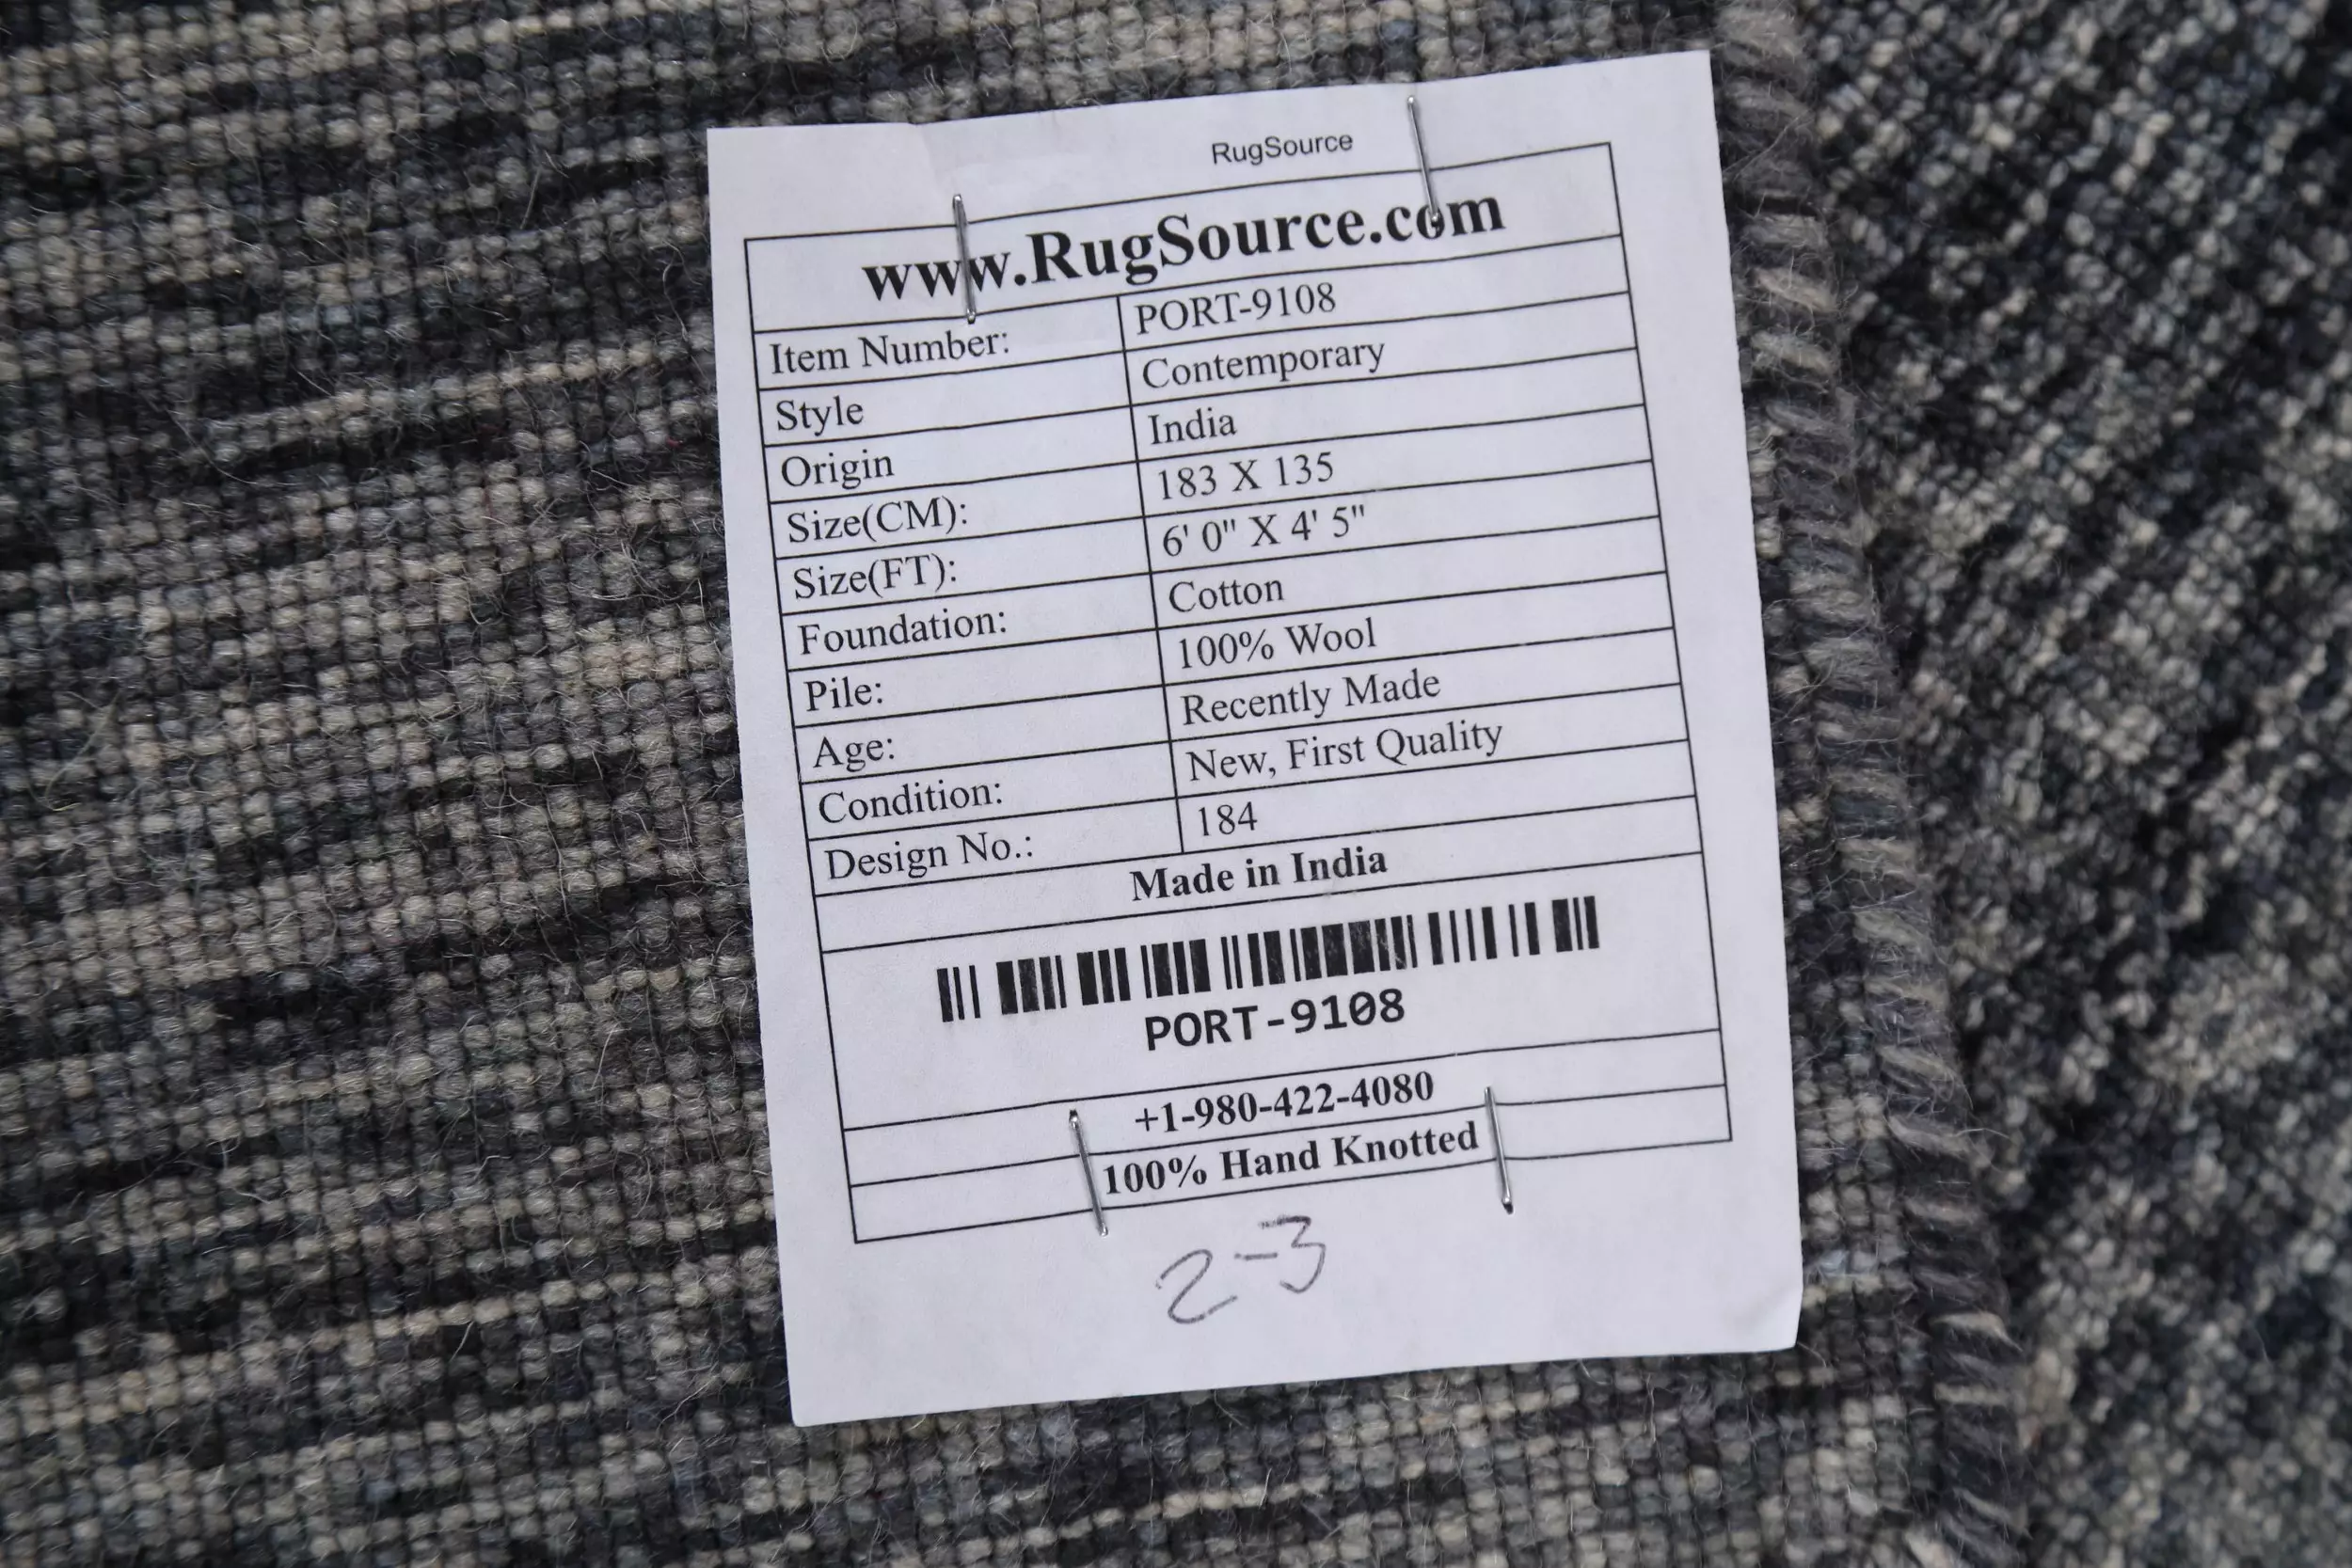 RugSource
www.RugSource.com
Item Number: PORT-9108
Style Contemporary
Origin India
Size(CM): 183 X 135
Size(FT): 6' 0" X 4' 5"
Foundation: Cotton
Pile: 100% Wool
Age: Recently Made
Condition: New, First Quality
Design No.: 184
Made in India
PORT-9108
+1-980-422-4080
100% Hand Knotted
2-3